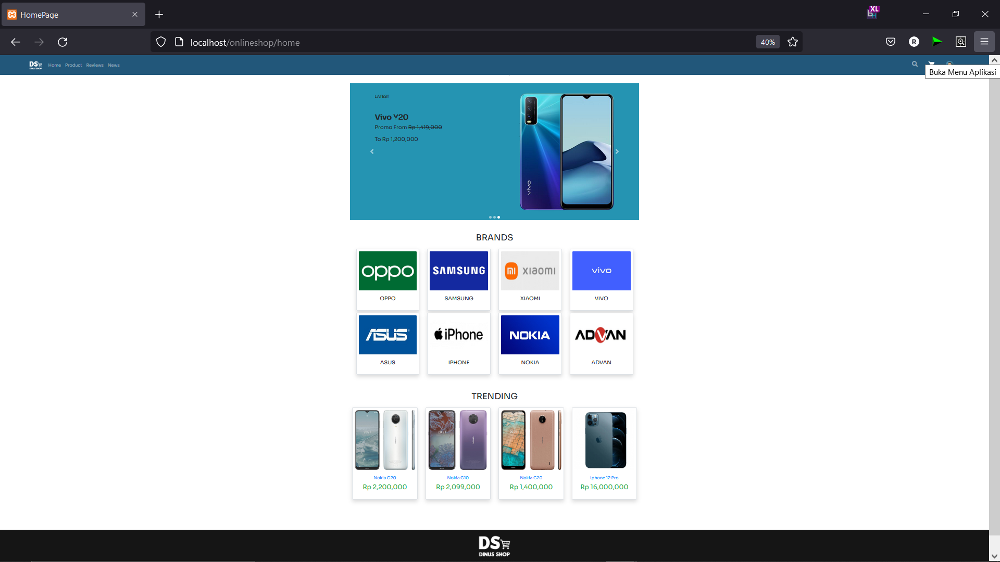 HomePage
XL
localhost/onlineshop/home
40%
R
DS
DINUS SHOP
Home Product Reviews News
Buka Menu Aplikasi
LATEST
Vivo Y20
Promo From Rp 1,419,000
To Rp 1,200,000
vivo
BRANDS
oppo SAMSUNG mi xiaomi vivo
OPPO SAMSUNG XIAOMI VIVO
ASUS iPhone NOKIA ADVAN
ASUS IPHONE NOKIA ADVAN
TRENDING
Nokia G20 Nokia G10 Nokia C20 Iphone 12 Pro
Rp 2,200,000 Rp 2,099,000 Rp 1,400,000 Rp 16,000,000
DS
DINUS SHOP